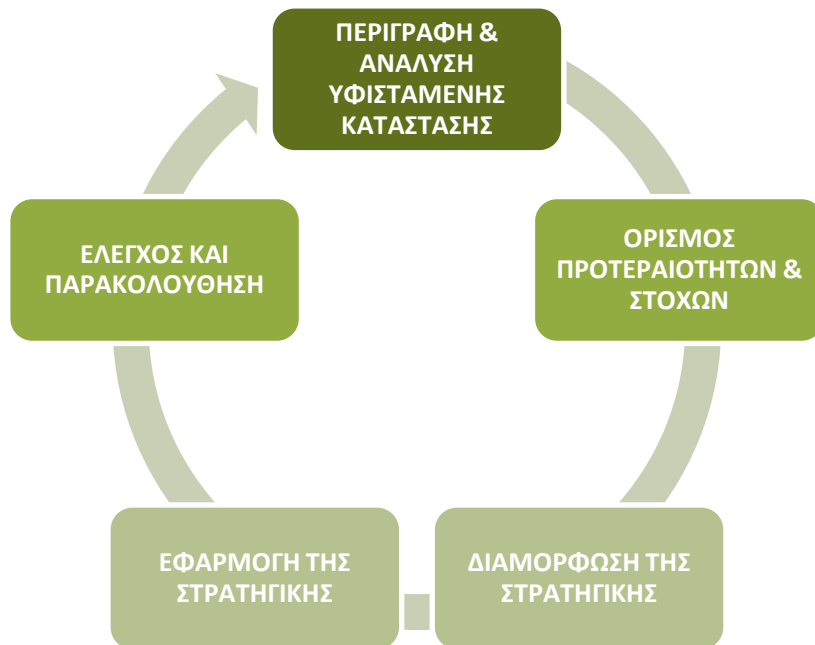 ΠΕΡΙΓΡΑΦΗ &
ΑΝΑΛΥΣΗ
ΥΦΙΣΤΑΜΕΝΗΣ
ΚΑΤΑΣΤΑΣΗΣ
ΟΡΙΣΜΟΣ
ΠΡΟΤΕΡΑΙΟΤΗΤΩΝ &
ΣΤΟΧΩΝ
ΔΙΑΜΟΡΦΩΣΗ ΤΗΣ
ΣΤΡΑΤΗΓΙΚΗΣ
ΕΦΑΡΜΟΓΗ ΤΗΣ
ΣΤΡΑΤΗΓΙΚΗΣ
ΕΛΕΓΧΟΣ ΚΑΙ
ΠΑΡΑΚΟΛΟΥΘΗΣΗ